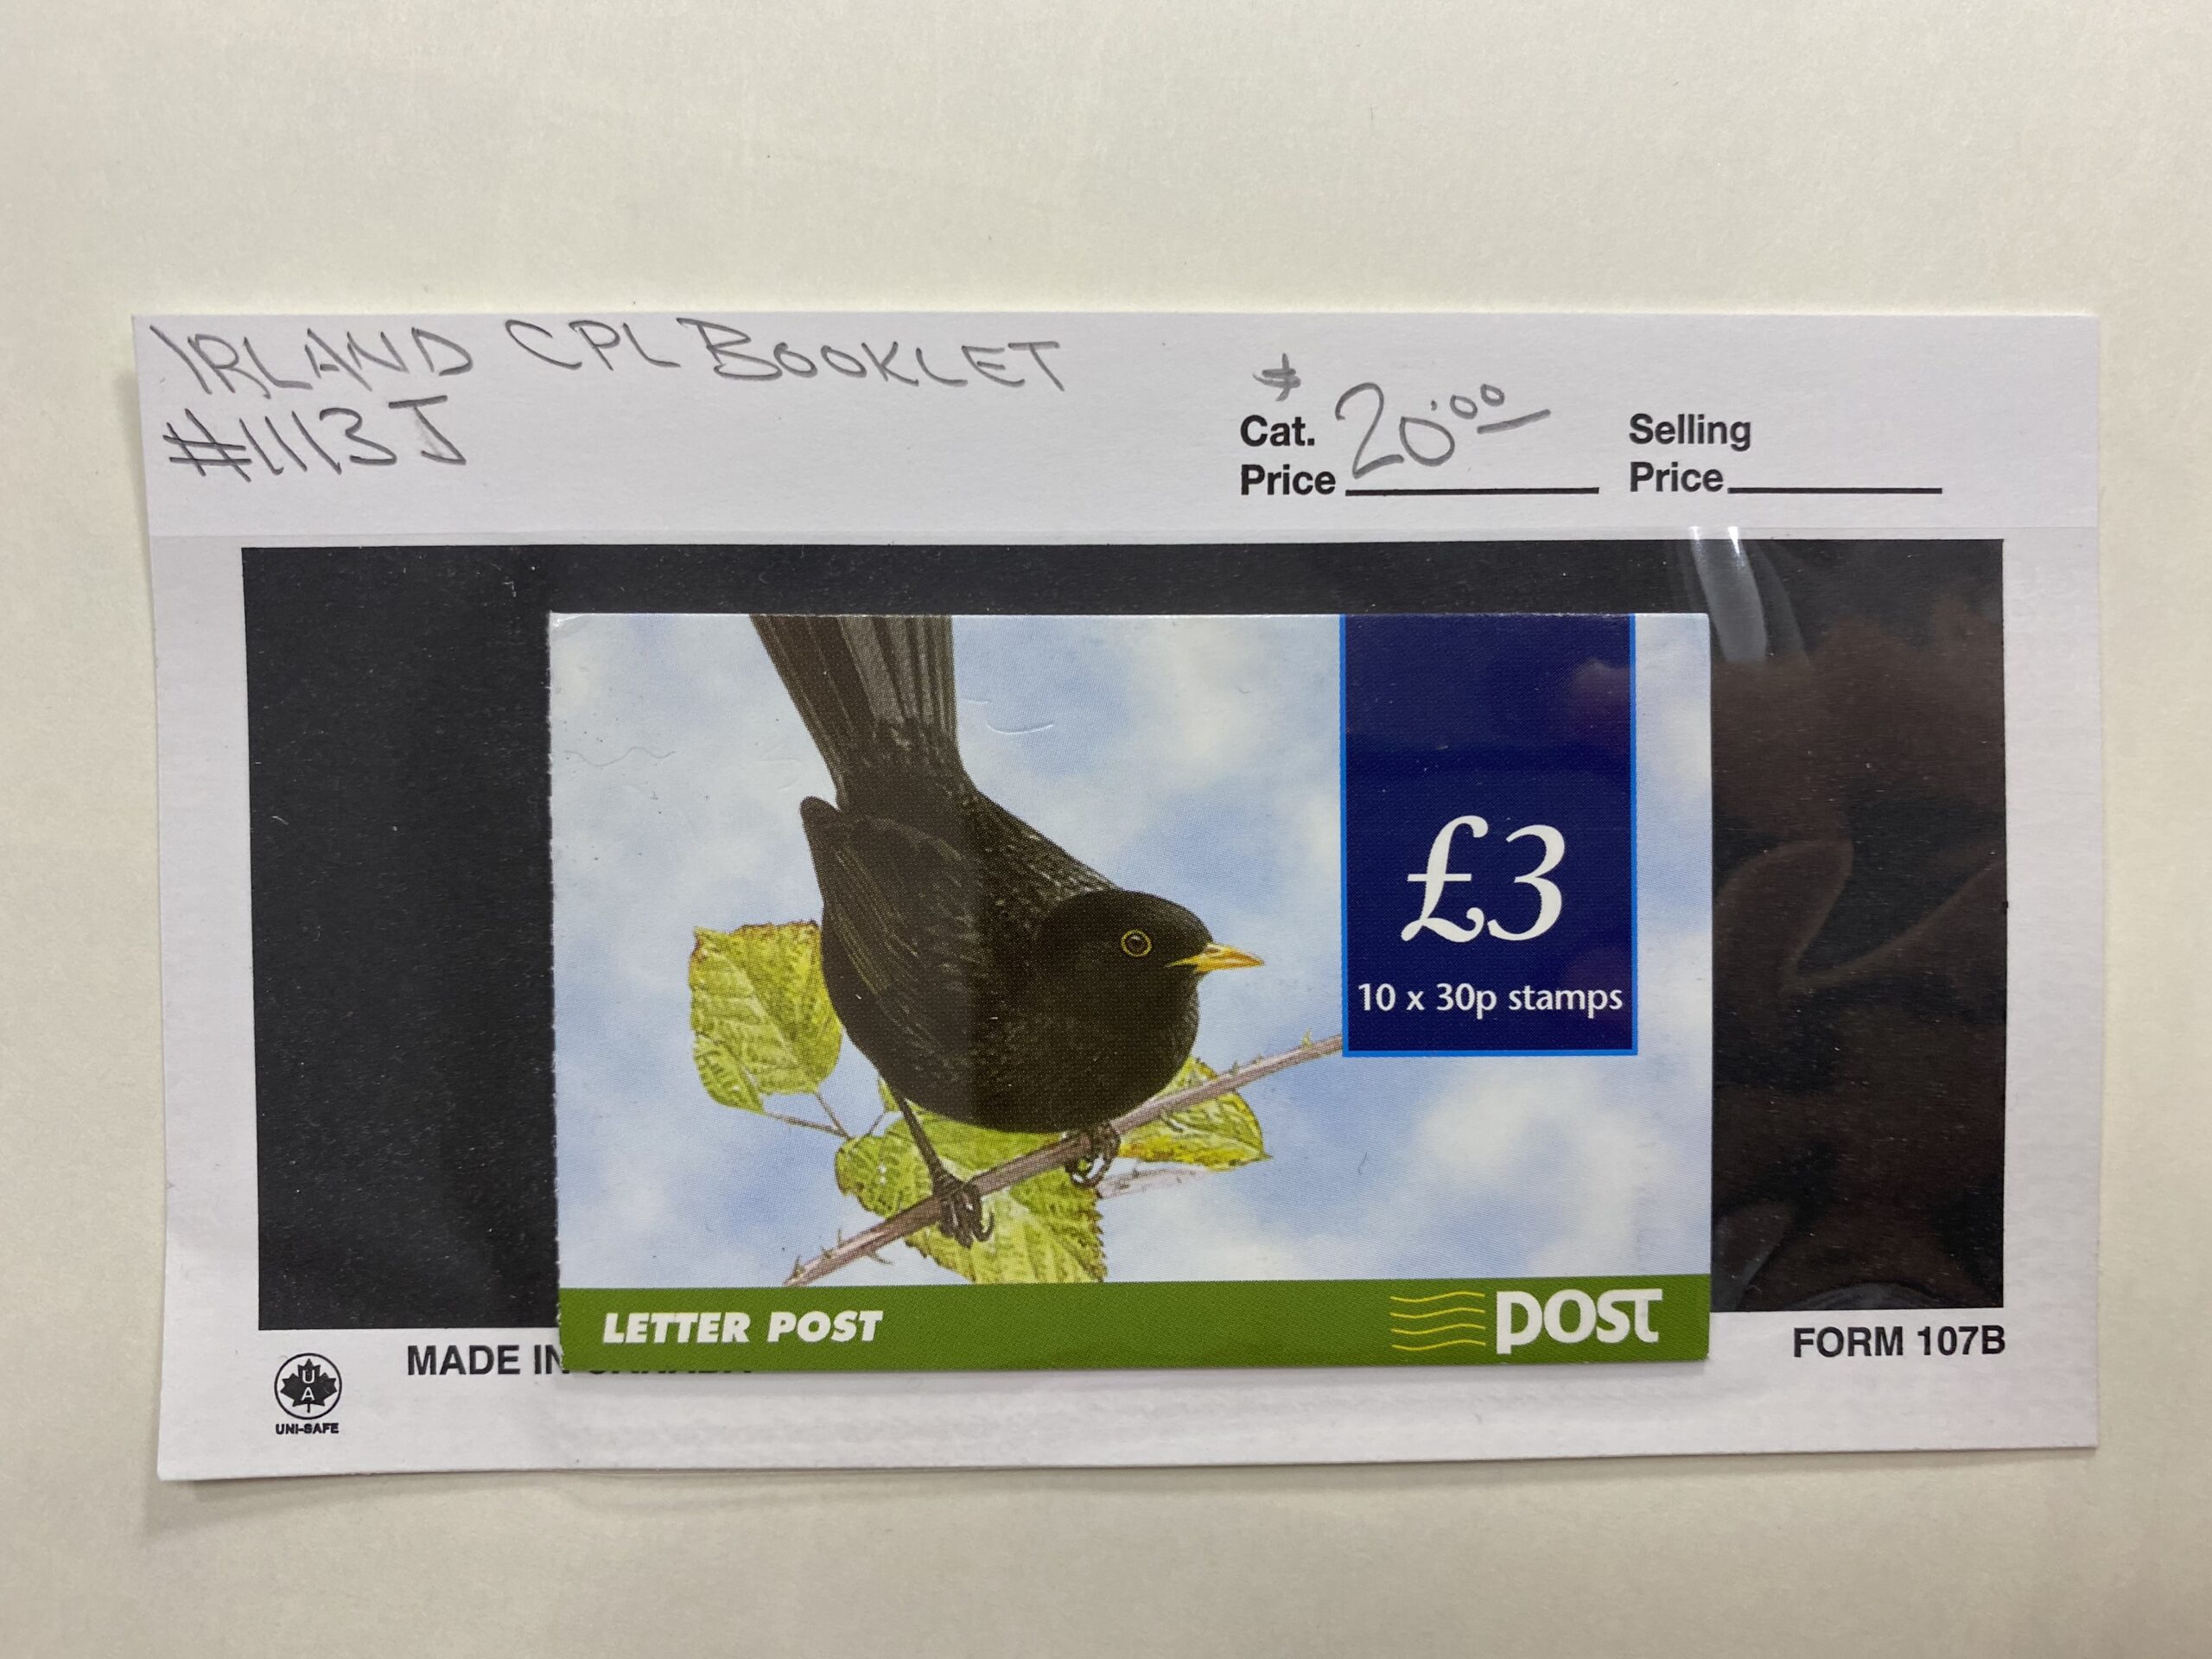 IRLAND CPL BOOKLET
#1113J
$
Cat. 20.00 Selling
Price Price
£3
10 x 30p stamps
LETTER POST
post
MADE IN
FORM 107B
UAI
UNI-SAFE